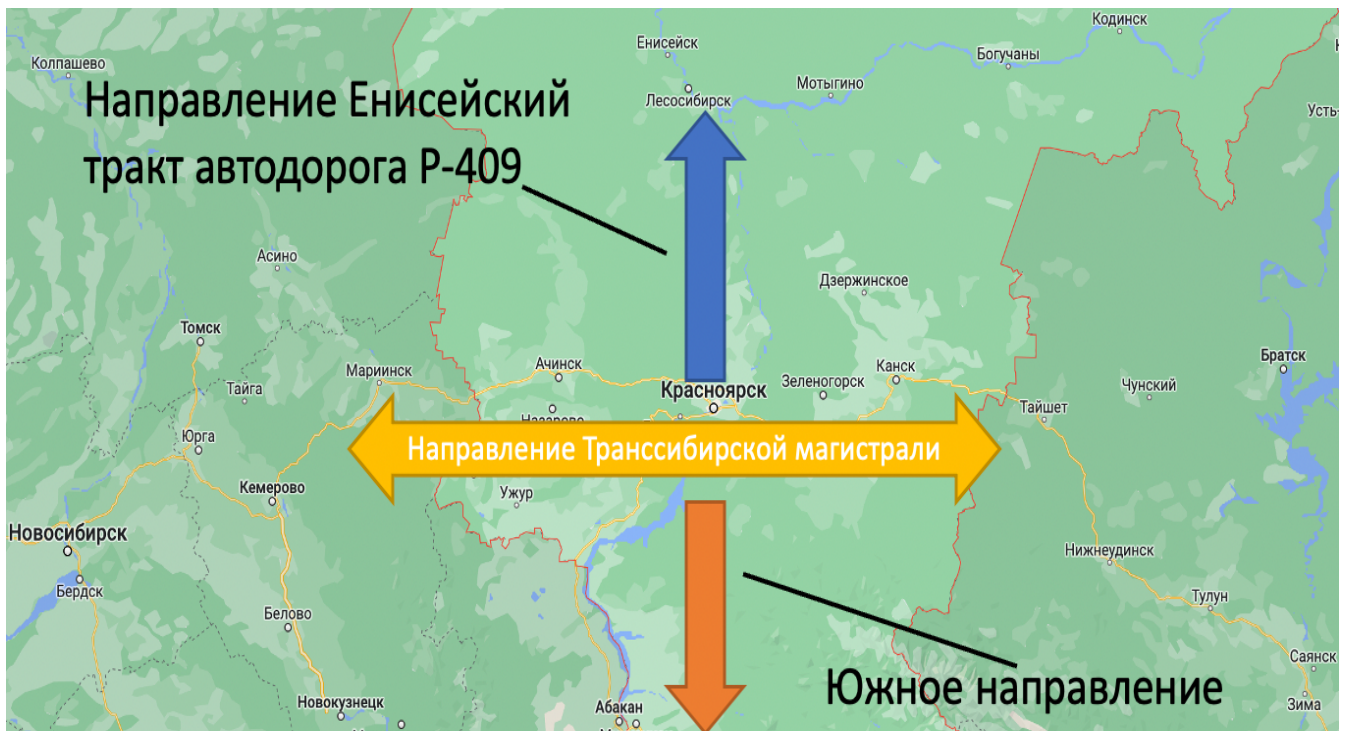 Кодинск
Енисейск
Богучаны
Колпашево
Мотыгино
Направление Енисейский
тракт автодорога Р-409
Лесосибирск
Усть-
Асино
Дзержинское
Томск
Братск
Мариинск
Ачинск
Канск
Тайга
Красноярск
Зеленогорск
Чунский
Назарово
Тайшет
Юрга
Направление Транссибирской магистрали
Кемерово
Ужур
Новосибирск
Нижнеудинск
Бердск
Тулун
Белово
Саянск
Южное направление
Новокузнецк
Абакан
Зима